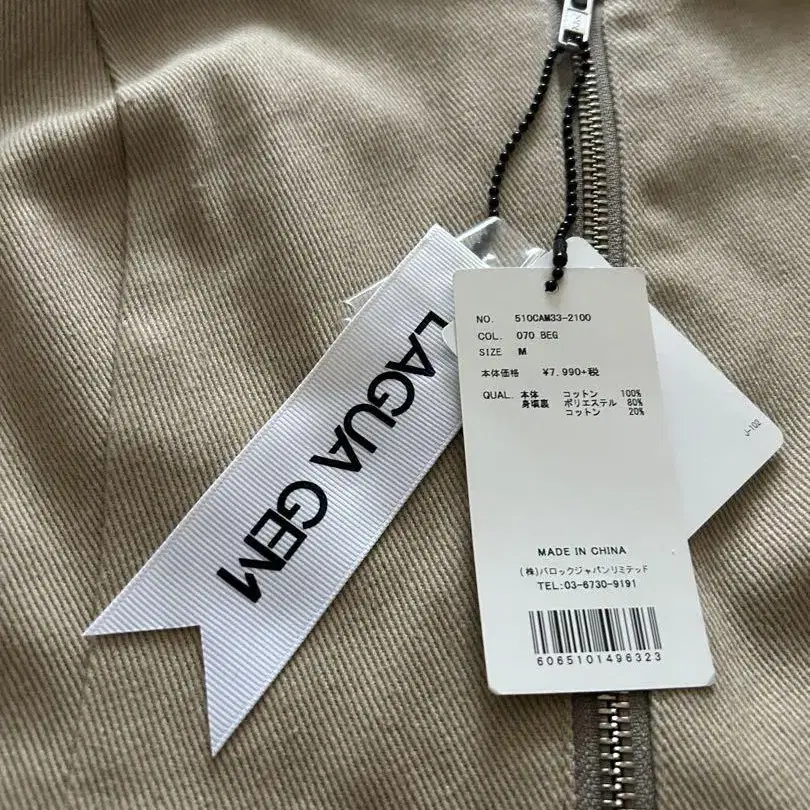 LAGUA GEM
NO. 510CAM33-2100
COL. 070 BEG
SIZE M
本体価格 ¥7,990+税
QUAL. 本体 コットン 100%
身頃裏 ポリエステル 80%
コットン 20%
MADE IN CHINA
(株)バロックジャパンリミテッド
TEL:03-6730-9191
6065101496323
J-102